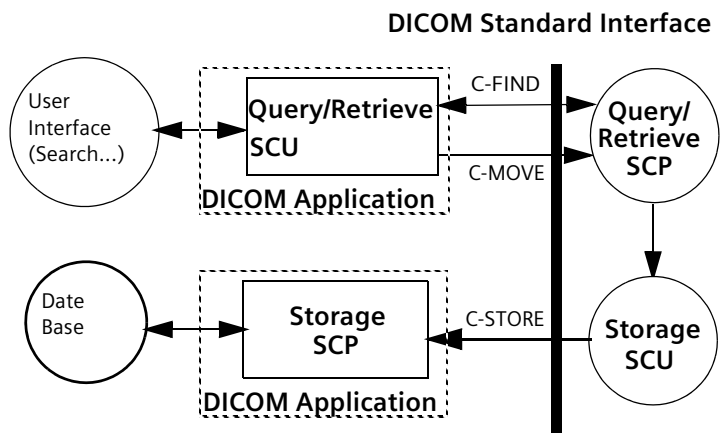 DICOM Standard Interface
User
Interface
(Search...)
Query/Retrieve
SCU
DICOM Application
C-FIND
C-MOVE
Query/
Retrieve
SCP
Date
Base
Storage
SCP
DICOM Application
C-STORE
Storage
SCU